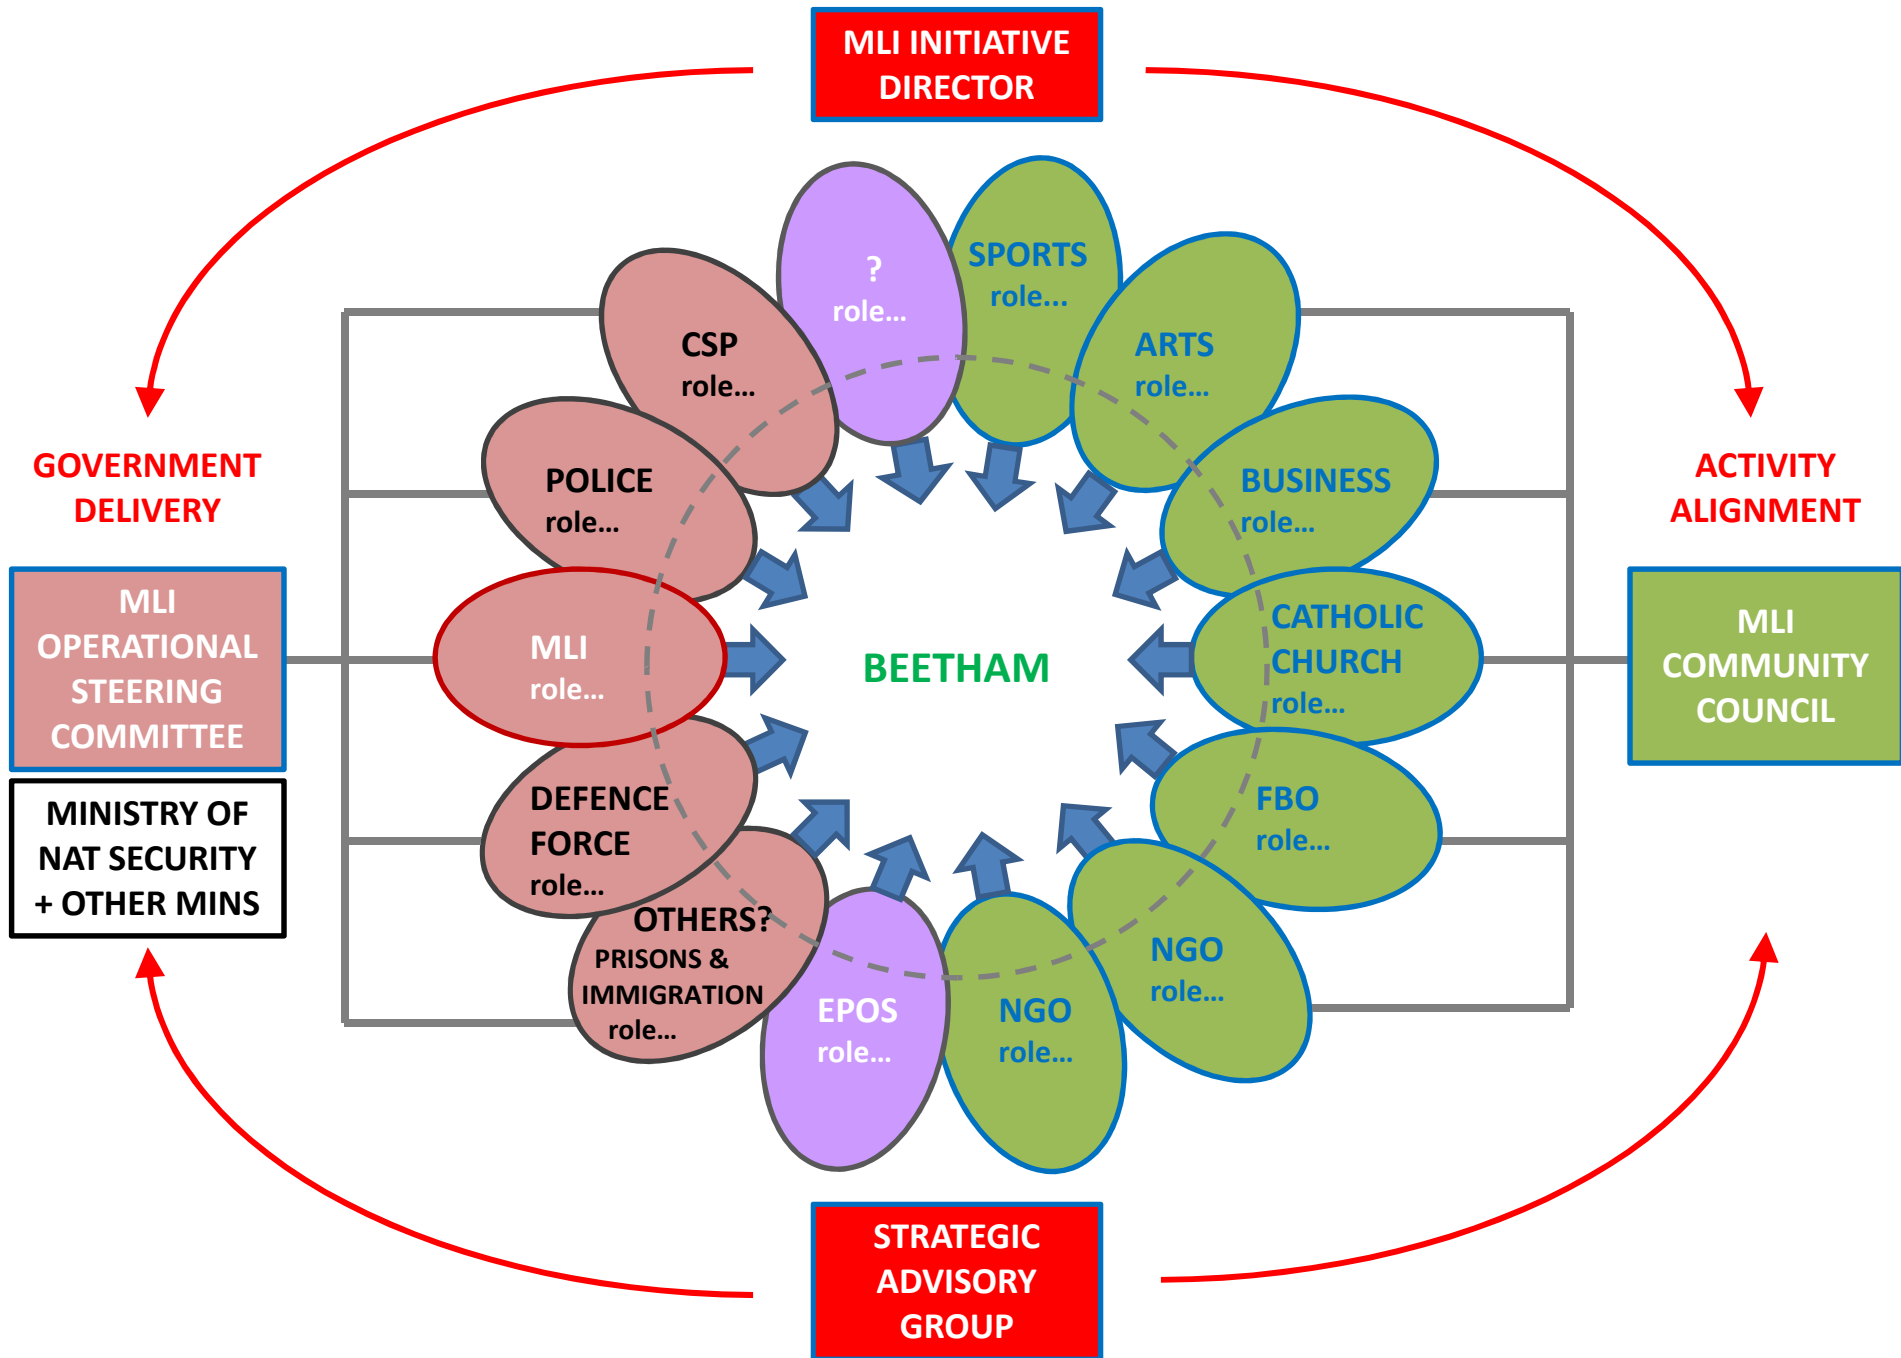 MLI INITIATIVE
DIRECTOR
?
role...
SPORTS
role...
CSP
role...
ARTS
role...
GOVERNMENT
DELIVERY
POLICE
role...
BUSINESS
role...
ACTIVITY
ALIGNMENT
MLI
OPERATIONAL
STEERING
COMMITTEE
MLI
role...
BEETHAM
CATHOLIC
CHURCH
role...
MLI
COMMUNITY
COUNCIL
MINISTRY OF
NAT SECURITY
+ OTHER MINS
DEFENCE
FORCE
role...
FBO
role...
OTHERS?
PRISONS &
IMMIGRATION
role...
EPOS
role...
NGO
role...
NGO
role...
STRATEGIC
ADVISORY
GROUP